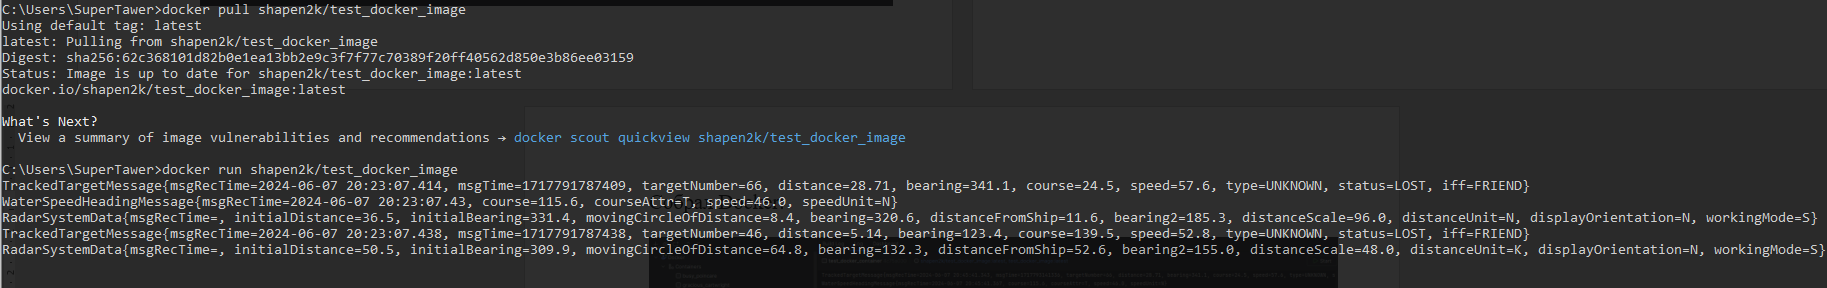 C:\Users\SuperTawer>docker pull shapen2k/test_docker_image
Using default tag: latest
latest: Pulling from shapen2k/test_docker_image
Digest: sha256:62c368101d82b0e1ea13bb2e9c3f7f77c70389f20ff40562d850e3b86ee03159
Status: Image is up to date for shapen2k/test_docker_image:latest
docker.io/shapen2k/test_docker_image:latest
What's Next?
View a summary of image vulnerabilities and recommendations → docker scout quickview shapen2k/test_docker_image
C:\Users\SuperTawer>docker run shapen2k/test_docker_image
TrackedTargetMessage{msgRecTime=2024-06-07 20:23:07.414, msgTime=1717791787409, targetNumber=66, distance=28.71, bearing=341.1, course=24.5, speed=57.6, type=UNKNOWN, status=LOST, iff=FRIEND}
WaterSpeedHeadingMessage{msgRecTime=2024-06-07 20:23:07.43, course=115.6, courseAttr=T, speed=46.0, speedUnit=N}
RadarSystemData{msgRecTime=, initialDistance=36.5, initialBearing=331.4, movingCircleOfDistance=8.4, bearing=320.6, distanceFromShip=11.6, bearing2=185.3, distanceScale=96.0, distanceUnit=N, displayOrientation=N, workingMode=S}
TrackedTargetMessage{msgRecTime=2024-06-07 20:23:07.438, msgTime=1717791787438, targetNumber=46, distance=5.14, bearing=123.4, course=139.5, speed=52.8, type=UNKNOWN, status=LOST, iff=FRIEND}
RadarSystemData{msgRecTime=, initialDistance=50.5, initialBearing=309.9, movingCircleOfDistance=64.8, bearing=132.3, distanceFromShip=52.6, bearing2=155.0, distanceScale=48.0, distanceUnit=K, displayOrientation=N, workingMode=S}